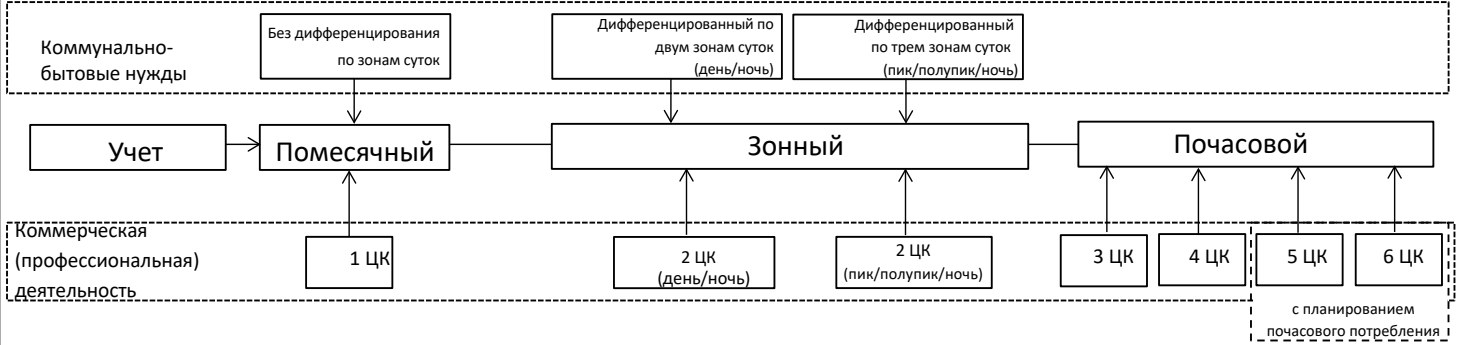 Коммунально-
бытовые нужды
Без дифференцирования
по зонам суток
Дифференцированный по
двум зонам суток
(день/ночь)
Дифференцированный
по трем зонам суток
(пик/полупик/ночь)
Учет
Помесячный
Зонный
Почасовой
Коммерческая
(профессиональная)
деятельность
1 ЦК
2 ЦК
(день/ночь)
2 ЦК
(пик/полупик/ночь)
3 ЦК
4 ЦК
5 ЦК
6 ЦК
с планированием
почасового потребления